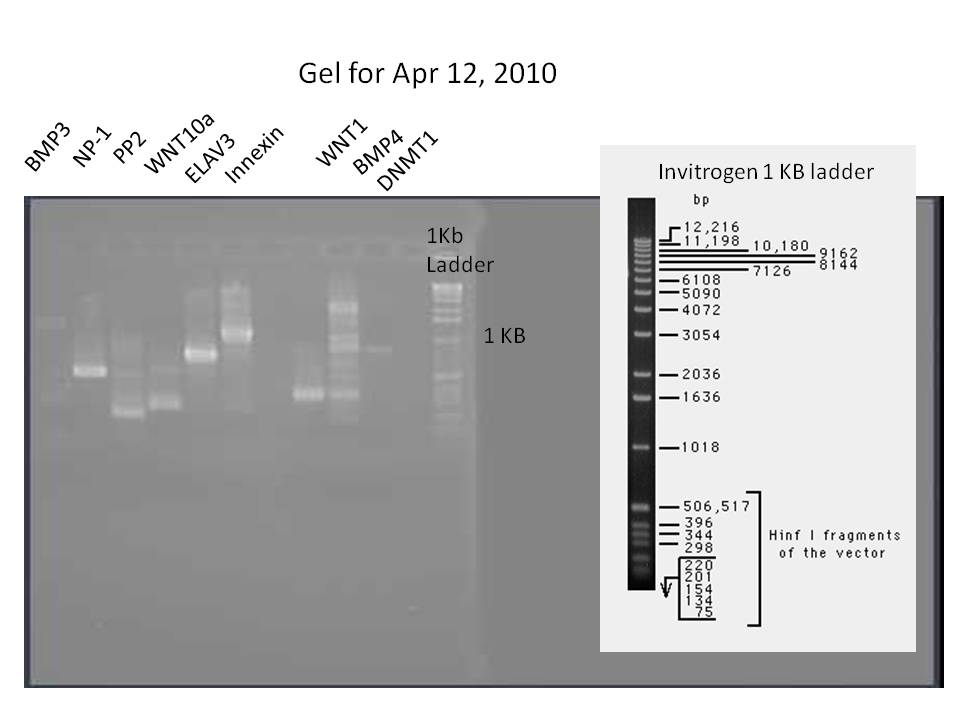 Gel for Apr 12, 2010
BMP3
NP-1
PP2
WNT10a
ELAV3
Innexin
WNT1
BMP4
DNMT1
1Kb
Ladder
1 KB
Invitrogen 1 KB ladder
bp
12,216
11,198
10,180
9162
8144
7126
6108
5090
4072
3054
2036
1636
1018
506,517
396
344
298
220
201
154
134
75
Hinf I fragments
of the vector